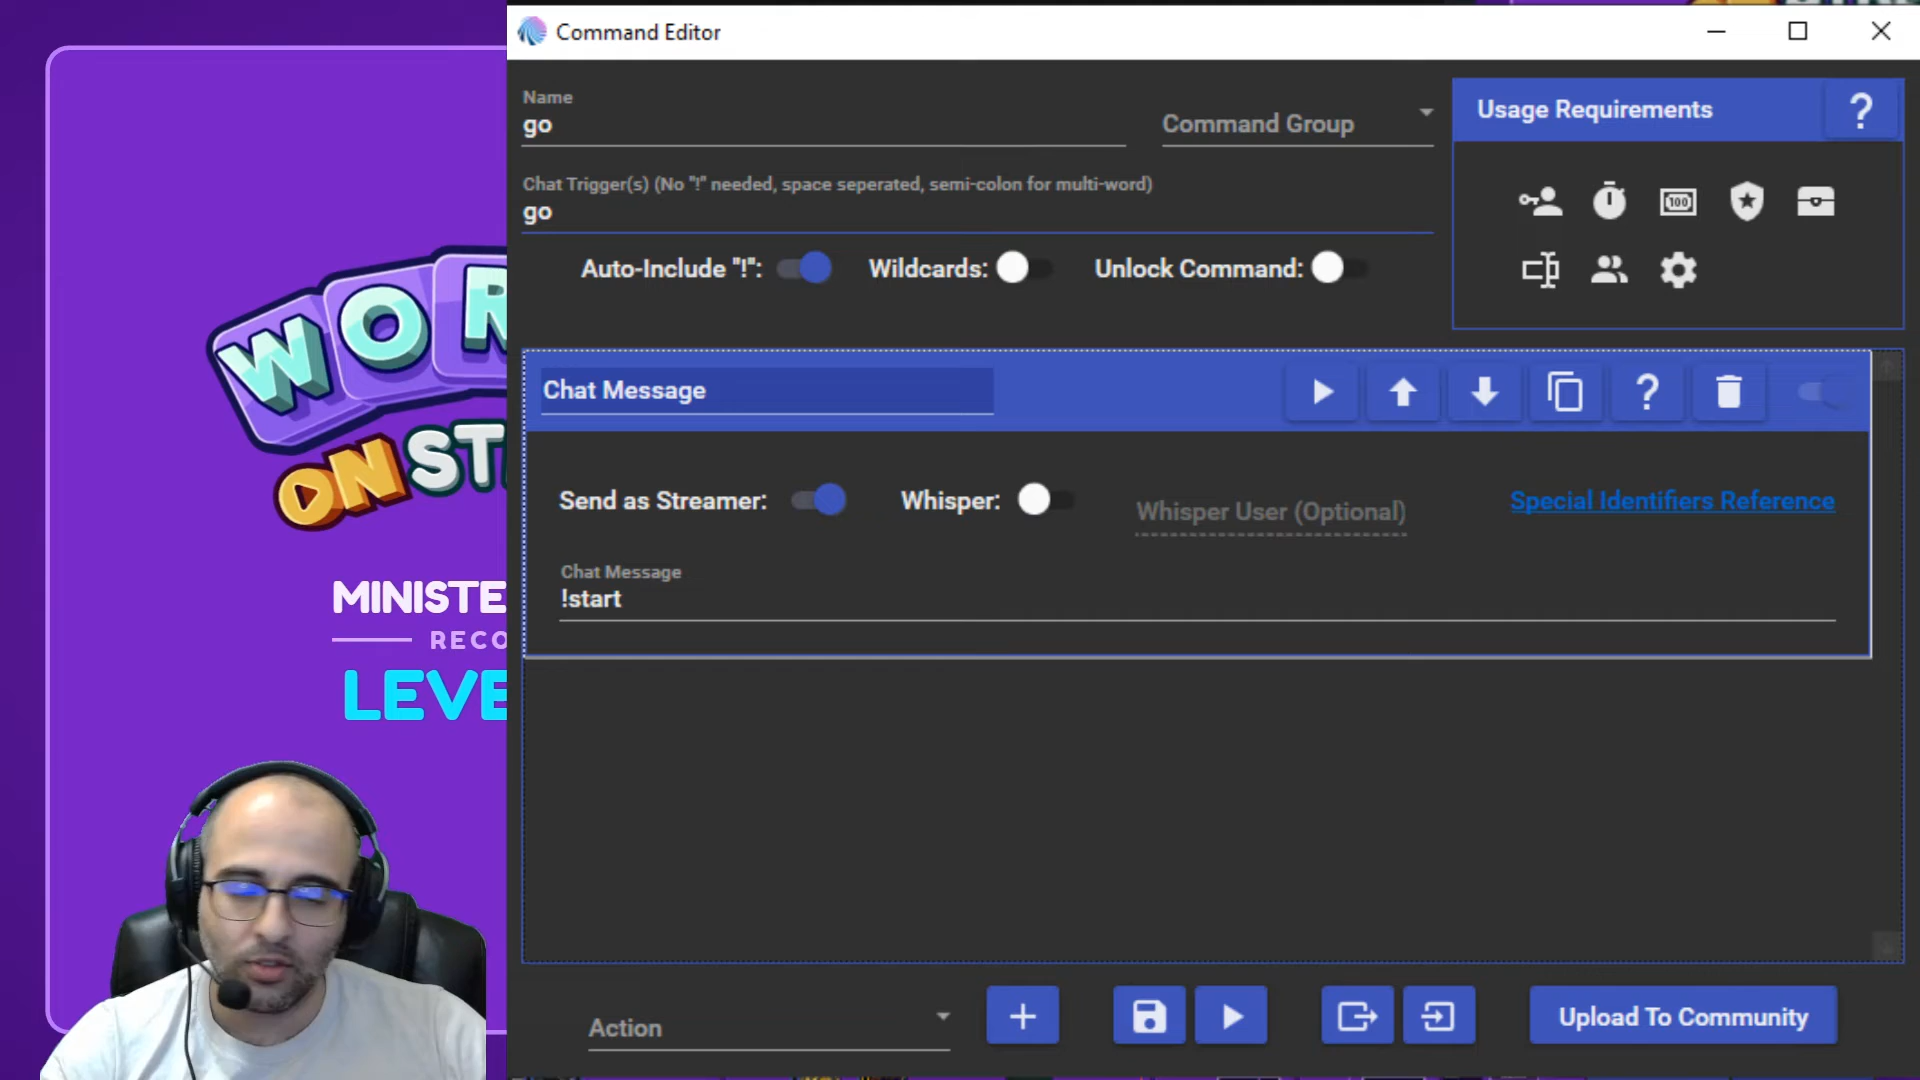 Command Editor
Name
go
Command Group
Usage Requirements
?
Chat Trigger(s) (No "!" needed, space seperated, semi-colon for multi-word)
go
100
Auto-Include "!":
Wildcards:
Unlock Command:
Chat Message
?
Send as Streamer:
Whisper:
Whisper User (Optional)
Special Identifiers Reference
Chat Message
!start
Action
Upload To Community
WOR
ON ST
MINISTE
RECO
LEVE